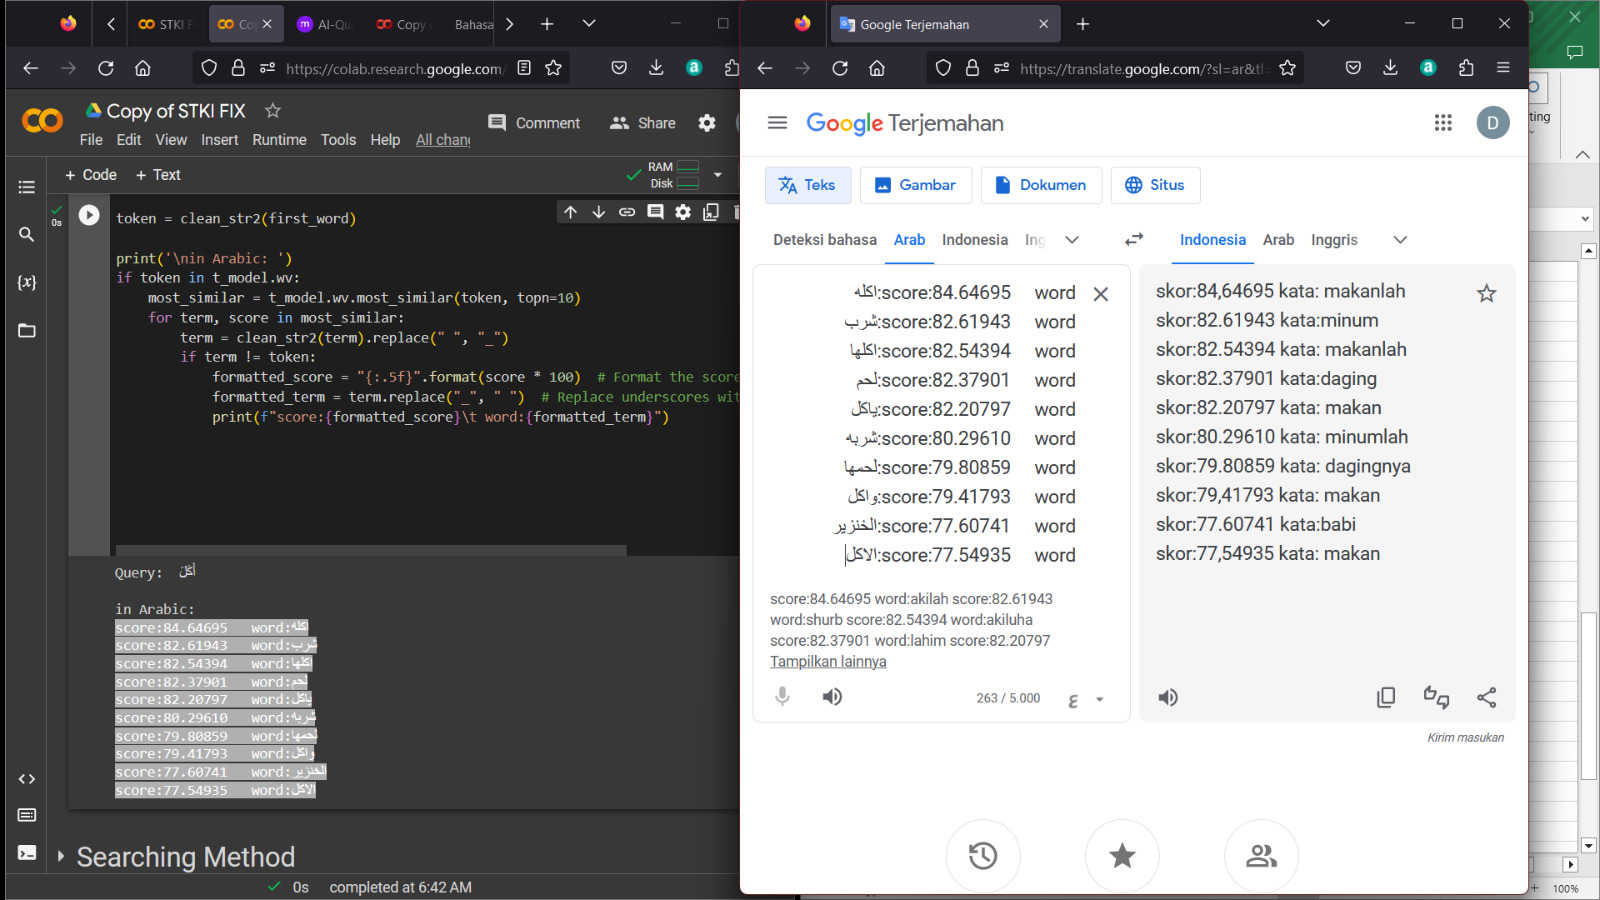 STKI F
Co
AI-Qu
Copy
Bahasa
https://colab.research.google.com/
Copy of STKI FIX
File Edit View Insert Runtime Tools Help All chang
Comment Share
+ Code + Text
RAM
Disk
0s
token = clean_str2(first_word)
print('\nin Arabic: ')
if token in t_model.wv:
most_similar = t_model.wv.most_similar(token, topn=10)
for term, score in most_similar:
term = clean_str2(term).replace(" ", "_")
if term != token:
formatted_score = "{:.5f}".format(score * 100) # Format the score
formatted_term = term.replace("_", " ") # Replace underscores wit
print(f"score:{formatted_score}\t word:{formatted_term}")
Query: أَكَلَ
in Arabic:
score:84.64695 word:اكله
score:82.61943 word:شرب
score:82.54394 word:اكلها
score:82.37901 word:لحم
score:82.20797 word:ياكل
score:80.29610 word:شربه
score:79.80859 word:لحمها
score:79.41793 word:واكل
score:77.60741 word:الخنزير
score:77.54935 word:الاكل
Searching Method
0s completed at 6:42 AM
Google Terjemahan
https://translate.google.com/?sl=ar&tl=
Google Terjemahan
D
Teks Gambar Dokumen Situs
Deteksi bahasa Arab Indonesia Ing
Indonesia Arab Inggris
اكله:score:84.64695 word
شرب:score:82.61943 word
اكلها:score:82.54394 word
لحم:score:82.37901 word
ياكل:score:82.20797 word
شربه:score:80.29610 word
لحمها:score:79.80859 word
واكل:score:79.41793 word
الخنزير:score:77.60741 word
الاكل:score:77.54935 word
score:84.64695 word:akilah score:82.61943
word:shurb score:82.54394 word:akiluha
score:82.37901 word:lahim score:82.20797
Tampilkan lainnya
263 / 5.000
ع
skor:84,64695 kata: makanlah
skor:82.61943 kata:minum
skor:82.54394 kata: makanlah
skor:82.37901 kata:daging
skor:82.20797 kata: makan
skor:80.29610 kata: minumlah
skor:79.80859 kata: dagingnya
skor:79,41793 kata: makan
skor:77.60741 kata:babi
skor:77,54935 kata: makan
Kirim masukan
ting
100%